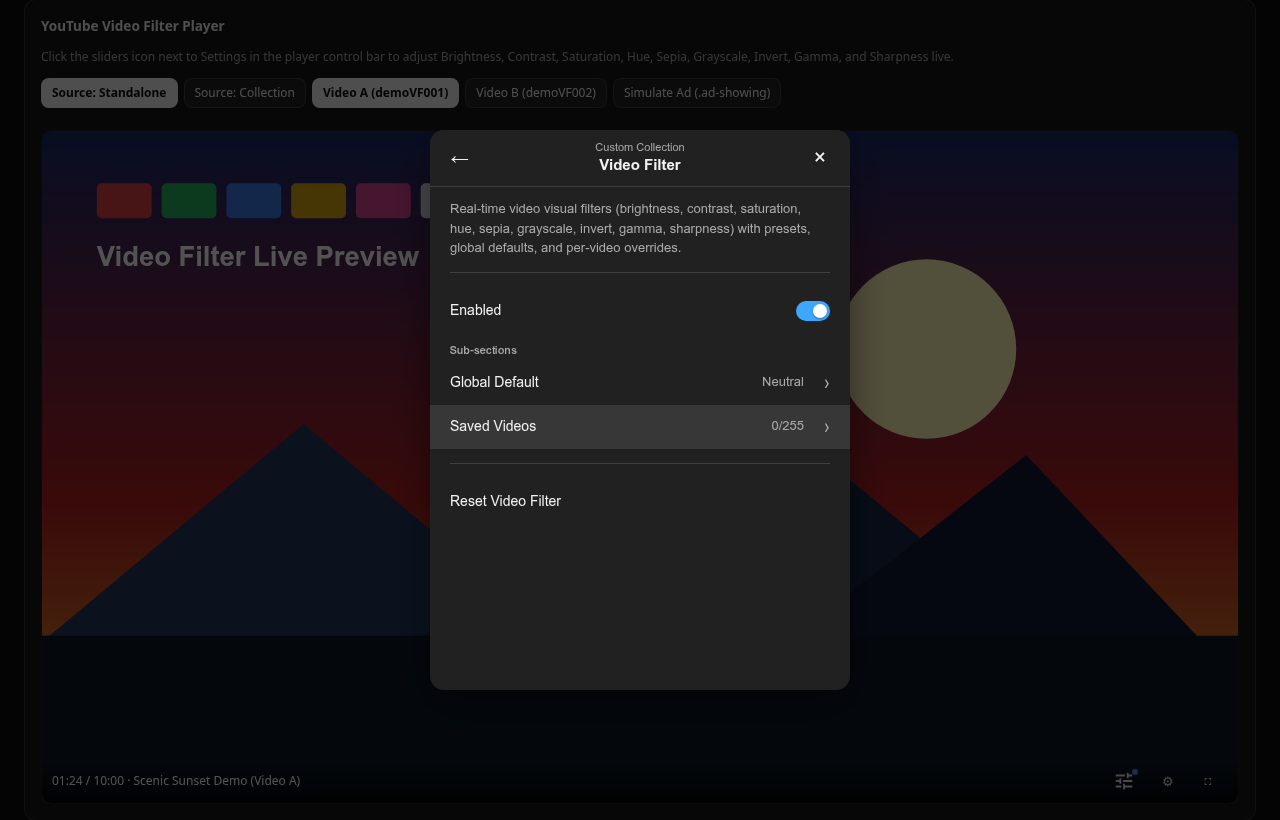 YouTube Video Filter Player
Click the sliders icon next to Settings in the player control bar to adjust Brightness, Contrast, Saturation, Hue, Sepia, Grayscale, Invert, Gamma, and Sharpness live.
Source: Standalone
Source: Collection
Video A (demoVF001)
Video B (demoVF002)
Simulate Ad (.ad-showing)
Video Filter Live Preview
Custom Collection
Video Filter
Real-time video visual filters (brightness, contrast, saturation,
hue, sepia, grayscale, invert, gamma, sharpness) with presets,
global defaults, and per-video overrides.
Enabled
Sub-sections
Global Default Neutral
Saved Videos 0/255
Reset Video Filter
01:24 / 10:00 · Scenic Sunset Demo (Video A)